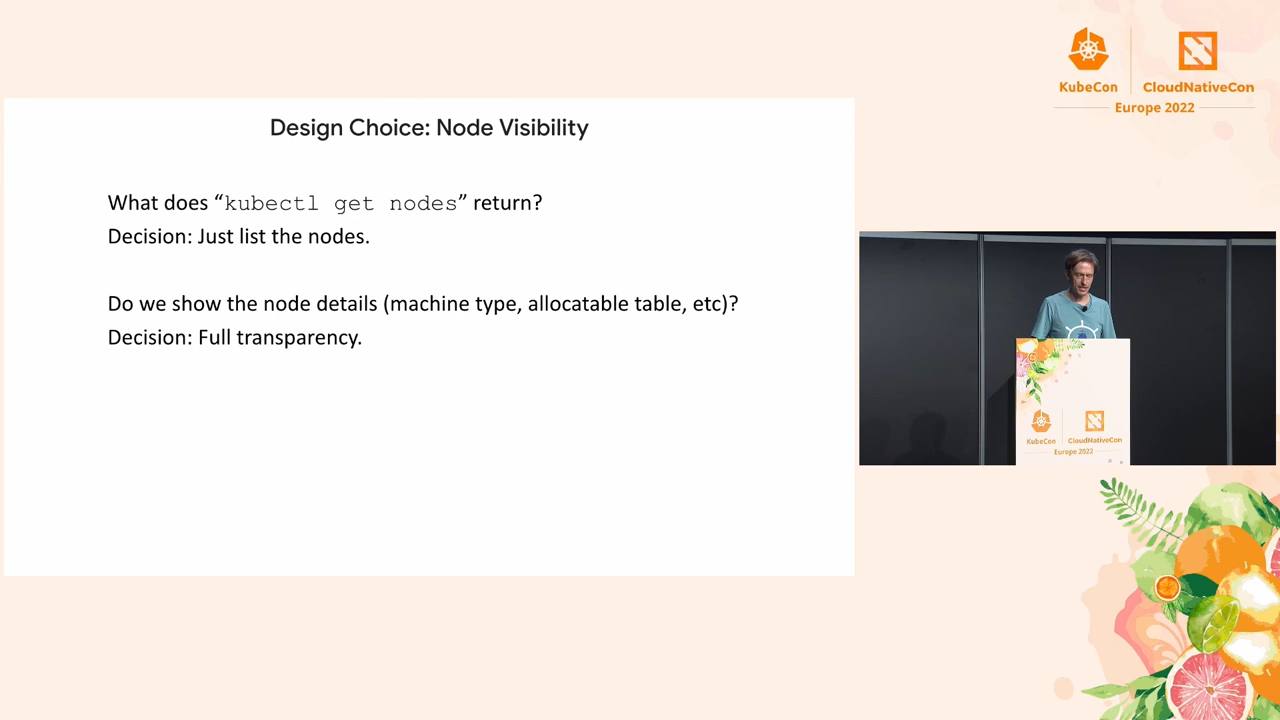 KubeCon
CloudNativeCon
Europe 2022
Design Choice: Node Visibility
What does “kubectl get nodes” return?
Decision: Just list the nodes.
Do we show the node details (machine type, allocatable table, etc)?
Decision: Full transparency.
KubeCon
CloudNativeCon
Europe 2022